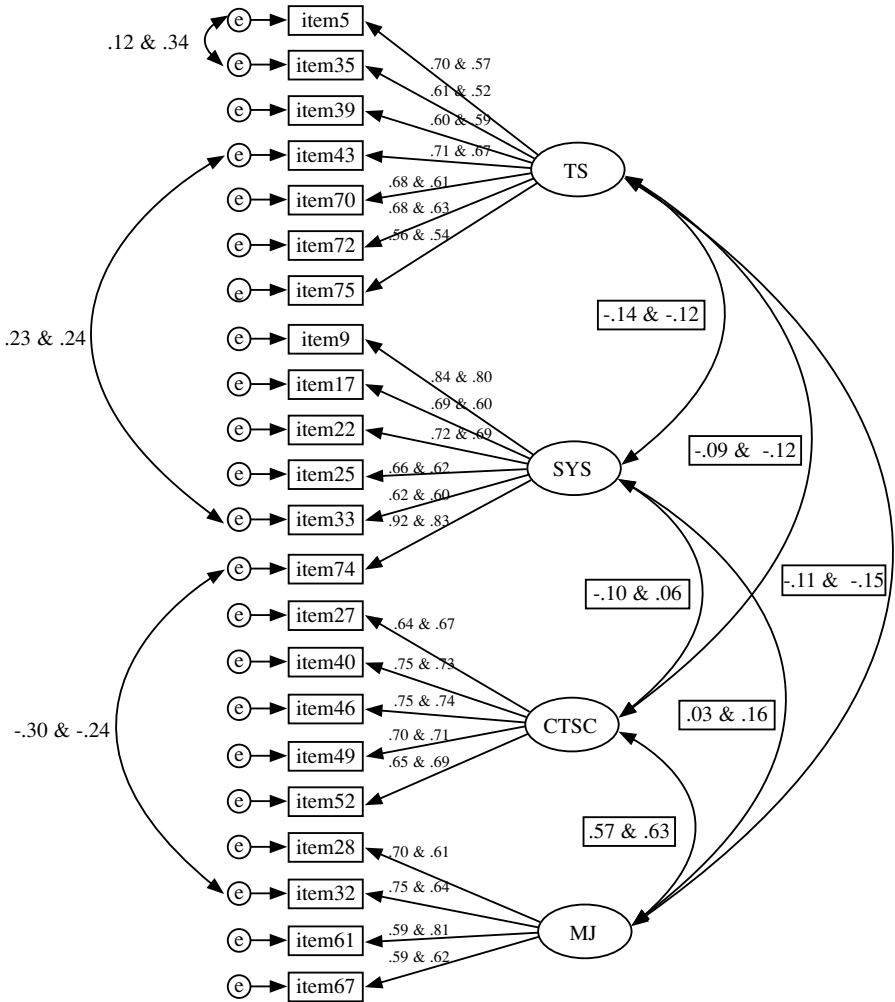 e item5
.12 & .34
e item35
.70 & .57
.61 & .52
e item39
.60 & .59
e item43
.71 & .67
TS
e item70
.68 & .61
.68 & .63
e item72
.56 & .54
e item75
-.14 & -.12
.23 & .24
e item9
e item17
.84 & .80
.69 & .60
e item22
.72 & .69
-.09 & -.12
e item25
.66 & .62
SYS
.62 & .60
e item33
.92 & .83
e item74
-.11 & -.15
-.10 & .06
e item27
.64 & .67
e item40
.75 & .73
e item46
.75 & .74
.03 & .16
CTSC
-.30 & -.24
e item49
.70 & .71
.65 & .69
e item52
.57 & .63
e item28
.70 & .61
e item32
.75 & .64
e item61
.59 & .81
MJ
.59 & .62
e item67